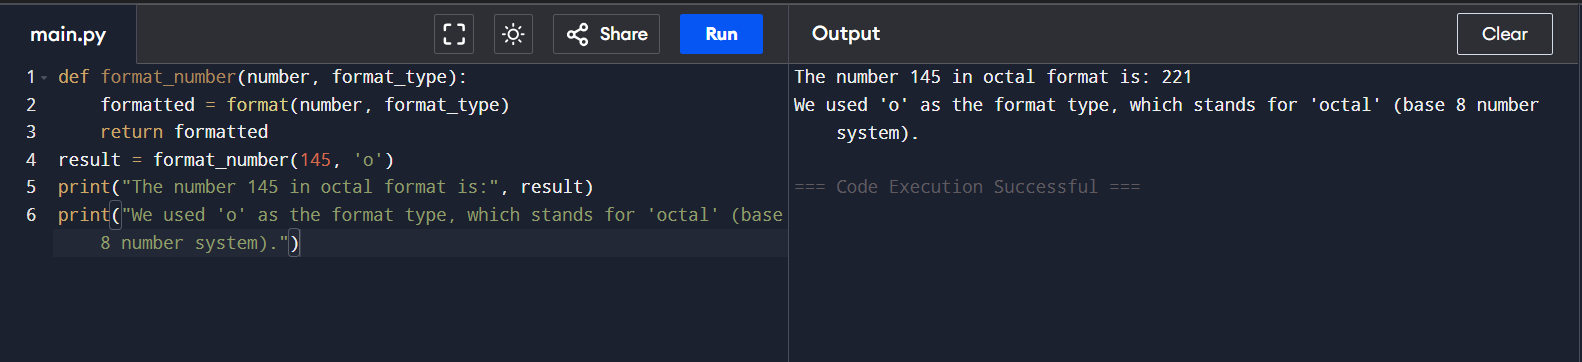 main.py
Share
Run
Output
Clear
1 def format_number(number, format_type):
2     formatted = format(number, format_type)
3     return formatted
4 result = format_number(145, 'o')
5 print("The number 145 in octal format is:", result)
6 print("We used 'o' as the format type, which stands for 'octal' (base
8 number system).")
The number 145 in octal format is: 221
We used 'o' as the format type, which stands for 'octal' (base 8 number
system).
=== Code Execution Successful ===